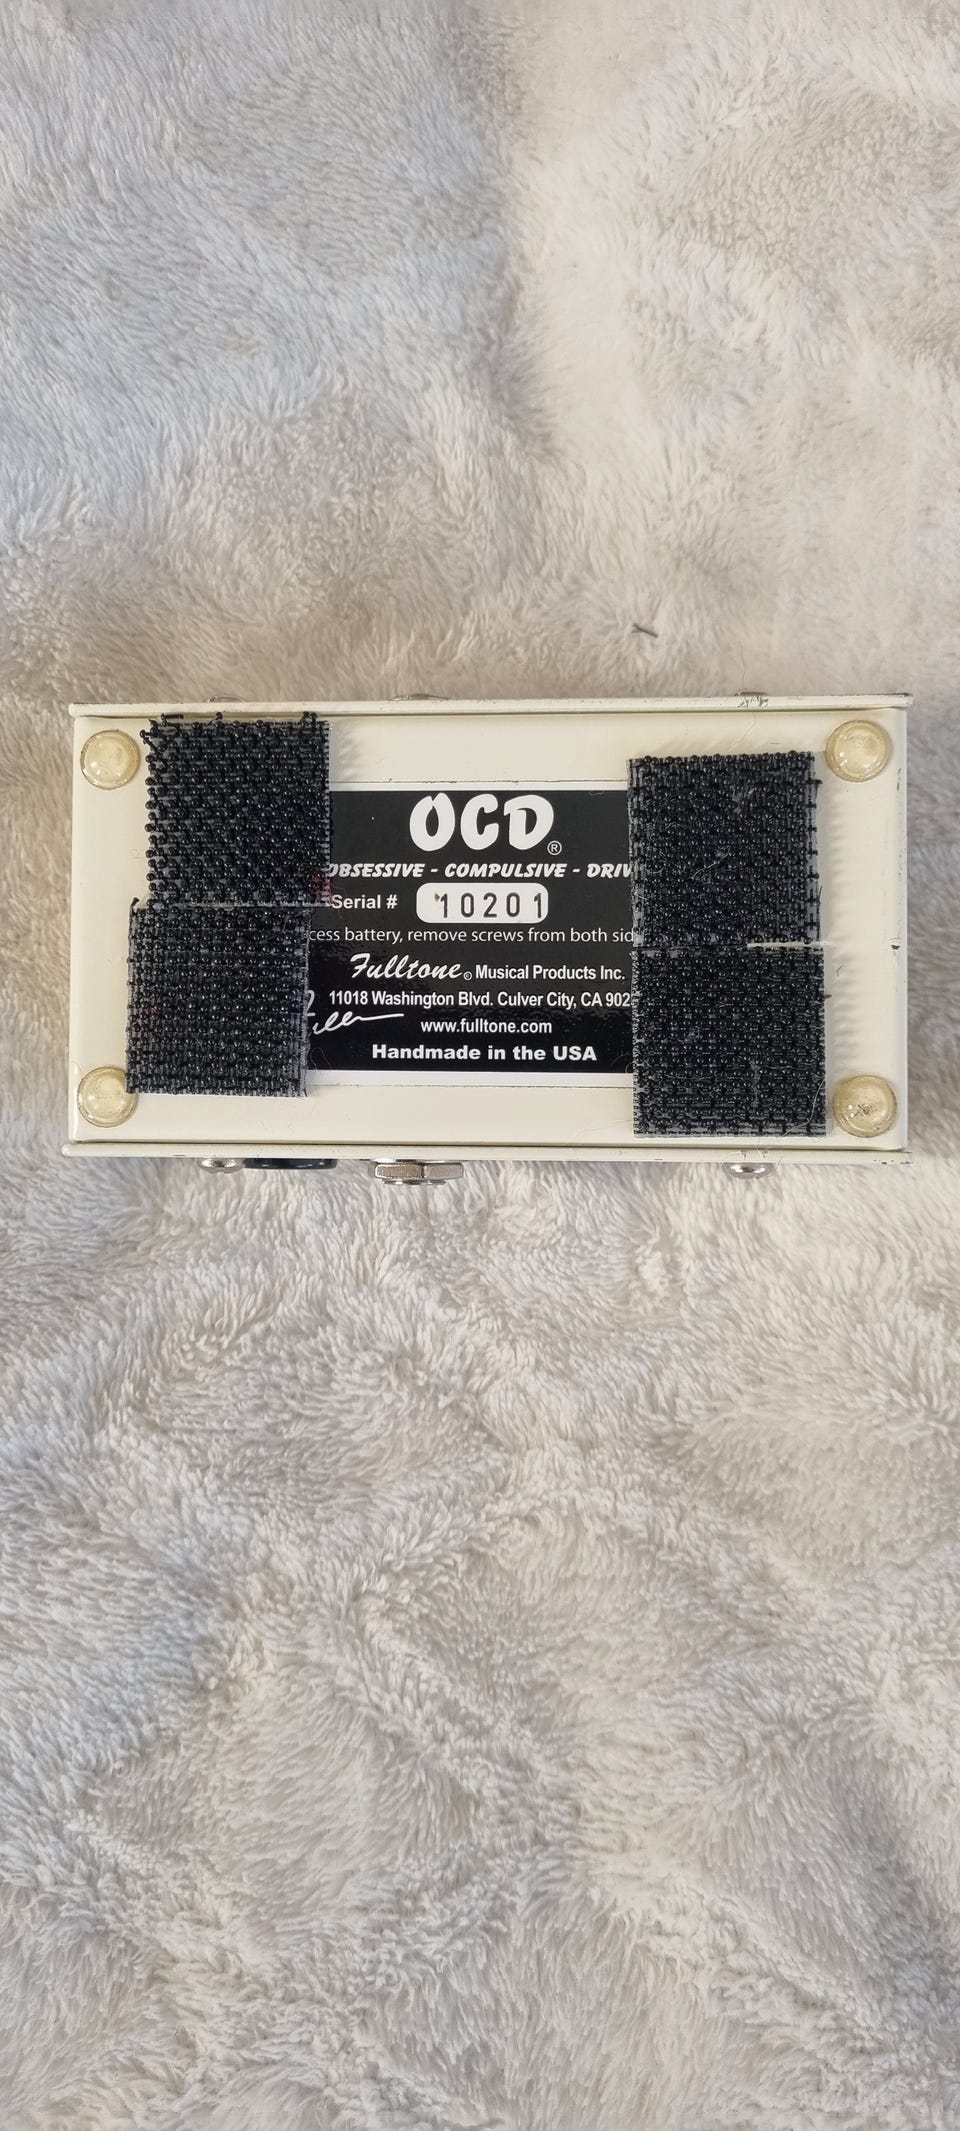 OCD®
OBSESSIVE - COMPULSIVE - DRIV
Serial # 10201
cess battery, remove screws from both sid
Fulltone® Musical Products Inc.
11018 Washington Blvd. Culver City, CA 902
www.fulltone.com
Handmade in the USA